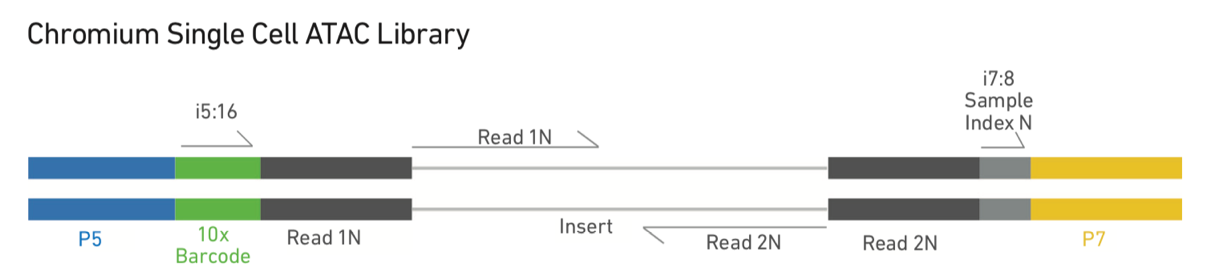 Chromium Single Cell ATAC Library
i7:8
Sample
Index N
i5:16
Read 1N
Insert
Read 2N
P5
10x
Barcode
Read 1N
Read 2N
P7